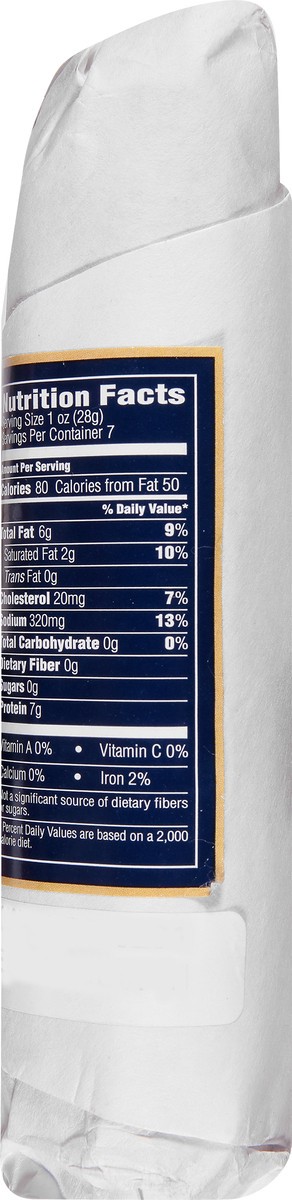 Nutrition Facts
Serving Size 1 oz (28g)
Servings Per Container 7
Amount Per Serving
Calories 80 Calories from Fat 50
% Daily Value*
Total Fat 6g 9%
Saturated Fat 2g 10%
Trans Fat 0g
Cholesterol 20mg 7%
Sodium 320mg 13%
Total Carbohydrate 0g 0%
Dietary Fiber 0g
Sugars 0g
Protein 7g
Vitamin A 0% • Vitamin C 0%
Calcium 0% • Iron 2%
Not a significant source of dietary fibers
or sugars.
Percent Daily Values are based on a 2,000
calorie diet.